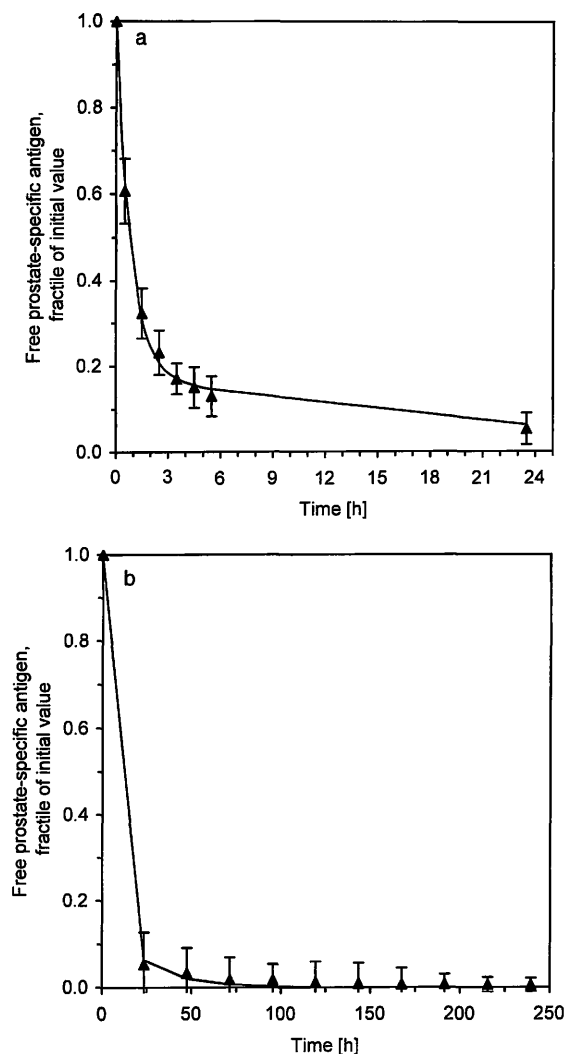 a
Free prostate-specific antigen,
fractile of initial value
1.0
0.8
0.6
0.4
0.2
0.0
0 3 6 9 12 15 18 21 24
Time [h]
b
Free prostate-specific antigen,
fractile of initial value
1.0
0.8
0.6
0.4
0.2
0.0
0 50 100 150 200 250
Time [h]